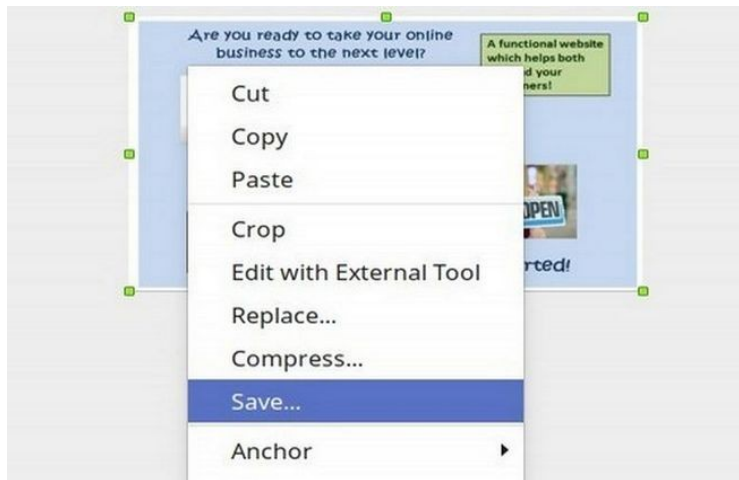 Are you ready to take your online
business to the next level?
A functional website
which helps both
d your
ners!
Cut
Copy
Paste
Crop
Edit with External Tool
Replace...
Compress...
Save...
Anchor
OPEN
rted!